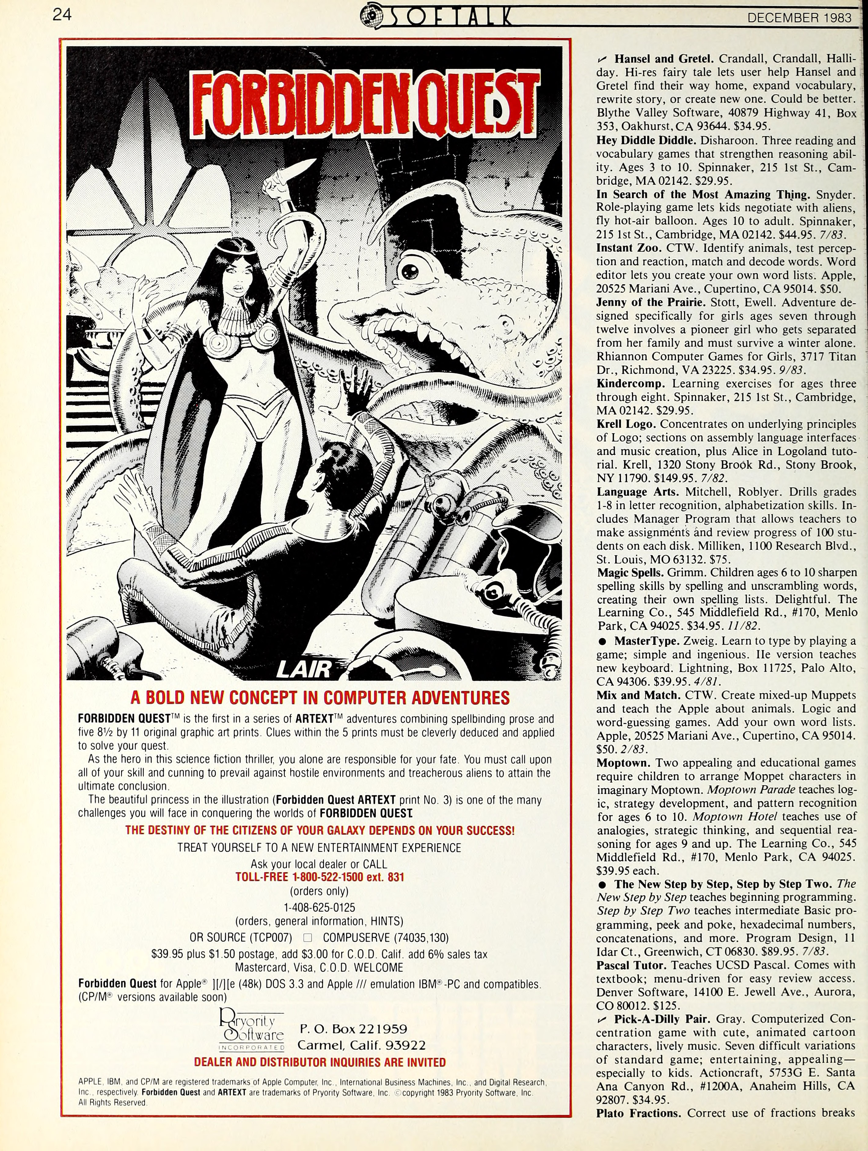 24
SOFTALK
DECEMBER 1983
FORBIDDEN QUEST
LAIR
A BOLD NEW CONCEPT IN COMPUTER ADVENTURES
FORBIDDEN QUEST™ is the first in a series of ARTEXT™ adventures combining spellbinding prose and
five 8½ by 11 original graphic art prints. Clues within the 5 prints must be cleverly deduced and applied
to solve your quest.
As the hero in this science fiction thriller, you alone are responsible for your fate. You must call upon
all of your skill and cunning to prevail against hostile environments and treacherous aliens to attain the
ultimate conclusion.
The beautiful princess in the illustration (Forbidden Quest ARTEXT print No. 3) is one of the many
challenges you will face in conquering the worlds of FORBIDDEN QUEST.
THE DESTINY OF THE CITIZENS OF YOUR GALAXY DEPENDS ON YOUR SUCCESS!
TREAT YOURSELF TO A NEW ENTERTAINMENT EXPERIENCE
Ask your local dealer or CALL
TOLL-FREE 1-800-522-1500 ext. 831
(orders only)
1-408-625-0125
(orders, general information, HINTS)
OR SOURCE (TCP007) □ COMPUSERVE (74035,130)
$39.95 plus $1.50 postage, add $3.00 for C.O.D. Calif. add 6% sales tax
Mastercard, Visa, C.O.D. WELCOME
Forbidden Quest for Apple® ][/][e (48k) DOS 3.3 and Apple /// emulation IBM®-PC and compatibles.
(CP/M® versions available soon)
Pryority
Software
INCORPORATED
P. O. Box 221959
Carmel, Calif. 93922
DEALER AND DISTRIBUTOR INQUIRIES ARE INVITED
APPLE, IBM, and CP/M are registered trademarks of Apple Computer, Inc., International Business Machines, Inc., and Digital Research,
Inc., respectively. Forbidden Quest and ARTEXT are trademarks of Pryority Software, Inc. ©copyright 1983 Pryority Software, Inc.
All Rights Reserved.
✓ Hansel and Gretel. Crandall, Crandall, Halli-
day. Hi-res fairy tale lets user help Hansel and
Gretel find their way home, expand vocabulary,
rewrite story, or create new one. Could be better.
Blythe Valley Software, 40879 Highway 41, Box
353, Oakhurst, CA 93644. $34.95.
Hey Diddle Diddle. Disharoon. Three reading and
vocabulary games that strengthen reasoning abil-
ity. Ages 3 to 10. Spinnaker, 215 1st St., Cam-
bridge, MA 02142. $29.95.
In Search of the Most Amazing Thing. Snyder.
Role-playing game lets kids negotiate with aliens,
fly hot-air balloon. Ages 10 to adult. Spinnaker,
215 1st St., Cambridge, MA 02142. $44.95. 7/83.
Instant Zoo. CTW. Identify animals, test percep-
tion and reaction, match and decode words. Word
editor lets you create your own word lists. Apple,
20525 Mariani Ave., Cupertino, CA 95014. $50.
Jenny of the Prairie. Stott, Ewell. Adventure de-
signed specifically for girls ages seven through
twelve involves a pioneer girl who gets separated
from her family and must survive a winter alone.
Rhiannon Computer Games for Girls, 3717 Titan
Dr., Richmond, VA 23225. $34.95. 9/83.
Kindercomp. Learning exercises for ages three
through eight. Spinnaker, 215 1st St., Cambridge,
MA 02142. $29.95.
Krell Logo. Concentrates on underlying principles
of Logo; sections on assembly language interfaces
and music creation, plus Alice in Logoland tuto-
rial. Krell, 1320 Stony Brook Rd., Stony Brook,
NY 11790. $149.95. 7/82.
Language Arts. Mitchell, Roblyer. Drills grades
1-8 in letter recognition, alphabetization skills. In-
cludes Manager Program that allows teachers to
make assignments and review progress of 100 stu-
dents on each disk. Milliken, 1100 Research Blvd.,
St. Louis, MO 63132. $75.
Magic Spells. Grimm. Children ages 6 to 10 sharpen
spelling skills by spelling and unscrambling words,
creating their own spelling lists. Delightful. The
Learning Co., 545 Middlefield Rd., #170, Menlo
Park, CA 94025. $34.95. 11/82.
● MasterType. Zweig. Learn to type by playing a
game; simple and ingenious. IIe version teaches
new keyboard. Lightning, Box 11725, Palo Alto,
CA 94306. $39.95. 4/81.
Mix and Match. CTW. Create mixed-up Muppets
and teach the Apple about animals. Logic and
word-guessing games. Add your own word lists.
Apple, 20525 Mariani Ave., Cupertino, CA 95014.
$50. 2/83.
Moptown. Two appealing and educational games
require children to arrange Moppet characters in
imaginary Moptown. Moptown Parade teaches log-
ic, strategy development, and pattern recognition
for ages 6 to 10. Moptown Hotel teaches use of
analogies, strategic thinking, and sequential rea-
soning for ages 9 and up. The Learning Co., 545
Middlefield Rd., #170, Menlo Park, CA 94025.
$39.95 each.
● The New Step by Step, Step by Step Two. The
New Step by Step teaches beginning programming.
Step by Step Two teaches intermediate Basic pro-
gramming, peek and poke, hexadecimal numbers,
concatenations, and more. Program Design, 11
Idar Ct., Greenwich, CT 06830. $89.95. 7/83.
Pascal Tutor. Teaches UCSD Pascal. Comes with
textbook; menu-driven for easy review access.
Denver Software, 14100 E. Jewell Ave., Aurora,
CO 80012. $125.
✓ Pick-A-Dilly Pair. Gray. Computerized Con-
centration game with cute, animated cartoon
characters, lively music. Seven difficult variations
of standard game; entertaining, appealing—
especially to kids. Actioncraft, 5753G E. Santa
Ana Canyon Rd., #1200A, Anaheim Hills, CA
92807. $34.95.
Plato Fractions. Correct use of fractions breaks